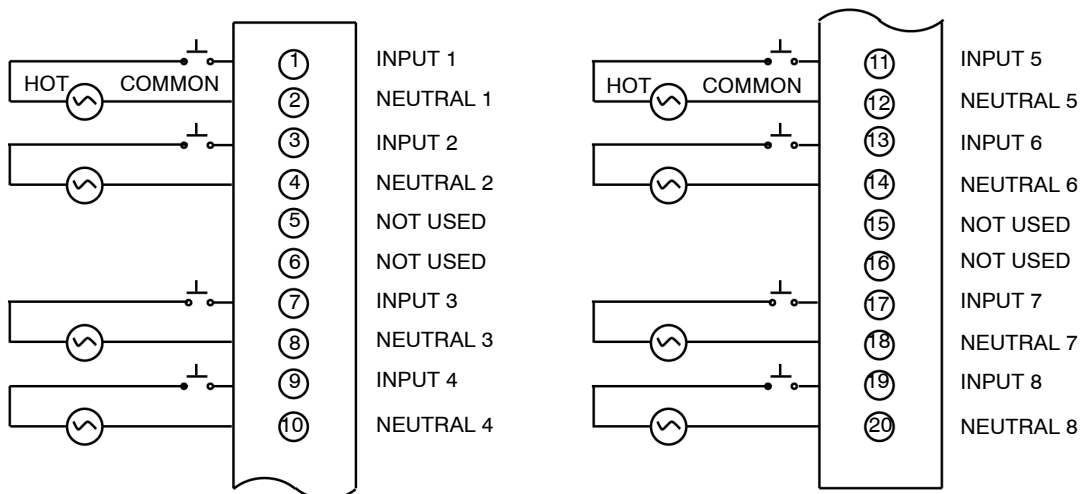 1 INPUT 1
HOT COMMON
2 NEUTRAL 1
3 INPUT 2
4 NEUTRAL 2
5 NOT USED
6 NOT USED
7 INPUT 3
8 NEUTRAL 3
9 INPUT 4
10 NEUTRAL 4
11 INPUT 5
HOT COMMON
12 NEUTRAL 5
13 INPUT 6
14 NEUTRAL 6
15 NOT USED
16 NOT USED
17 INPUT 7
18 NEUTRAL 7
19 INPUT 8
20 NEUTRAL 8